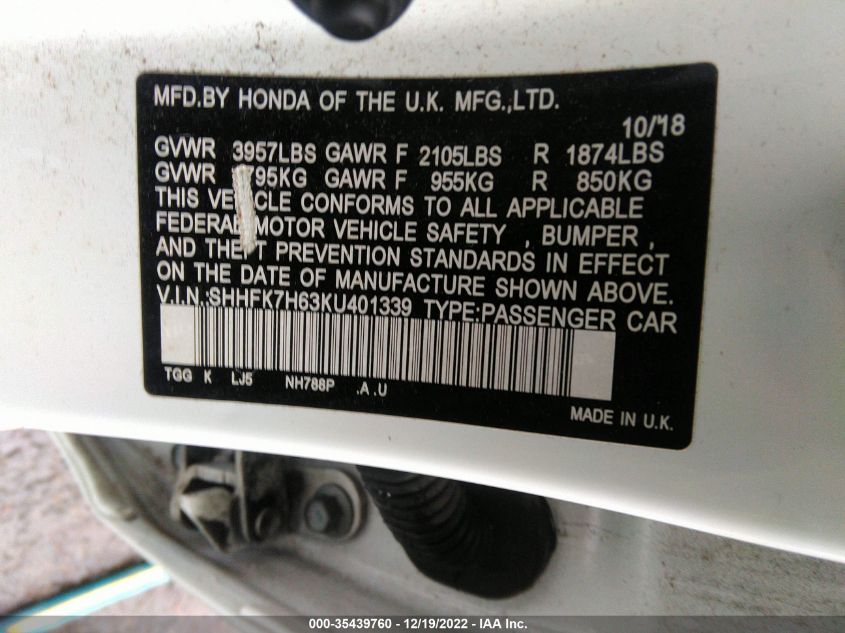 MFD.BY HONDA OF THE U.K. MFG.,LTD.
10/18
GVWR 3957LBS GAWR F 2105LBS R 1874LBS
GVWR 795KG GAWR F 955KG R 850KG
THIS VEHICLE CONFORMS TO ALL APPLICABLE
FEDERAL MOTOR VEHICLE SAFETY , BUMPER ,
AND THEFT PREVENTION STANDARDS IN EFFECT
ON THE DATE OF MANUFACTURE SHOWN ABOVE.
V.I.N.:SHHFK7H63KU401339 TYPE:PASSENGER CAR
TGG K LJ5 NH788P .A .U
MADE IN U.K.
000-35439760 - 12/19/2022 - IAA Inc.